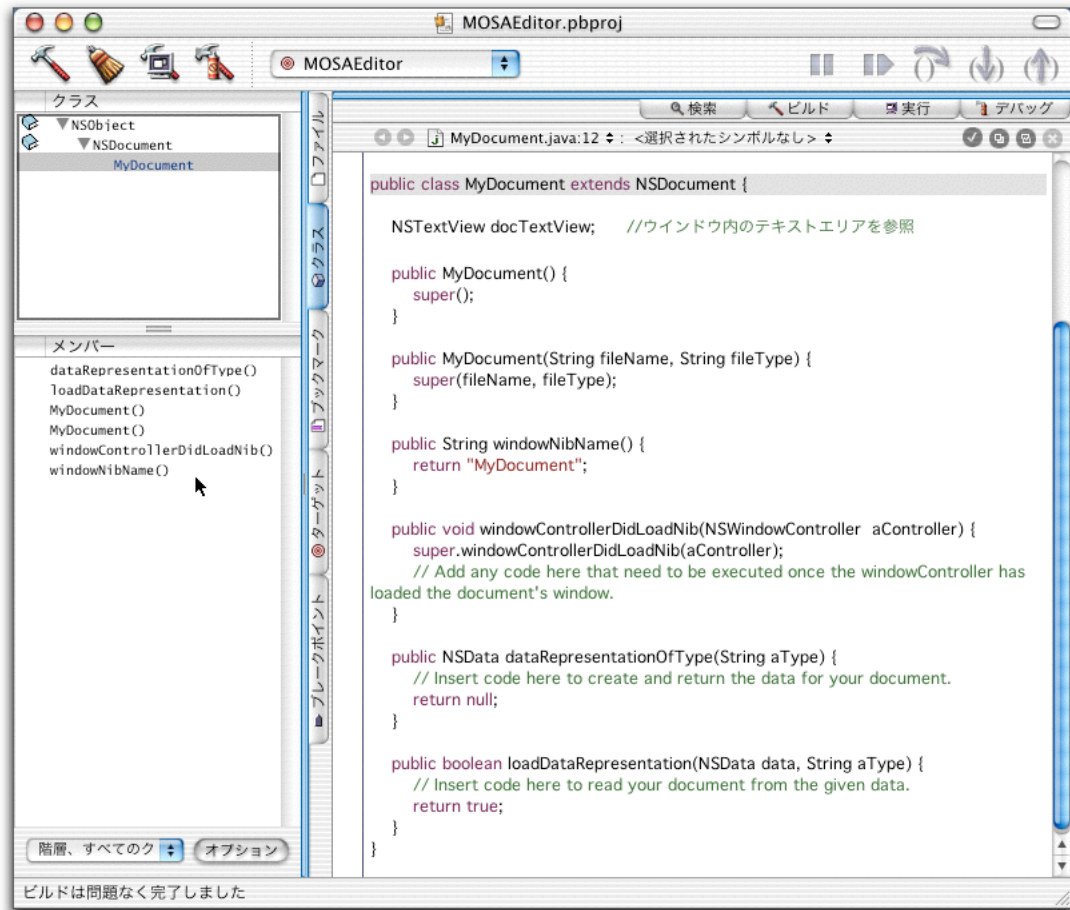 MOSAEditor.pbproj
MOSAEditor
検索
ビルド
実行
デバッグ
クラス
NSObject
NSDocument
MyDocument
メンバー
dataRepresentationOfType()
loadDataRepresentation()
MyDocument()
MyDocument()
windowControllerDidLoadNib()
windowNibName()
階層、すべてのク
オプション
ファイル
クラス
ブックマーク
ターゲット
ブレークポイント
MyDocument.java:12 : <選択されたシンボルなし>
public class MyDocument extends NSDocument {
NSTextView docTextView; //ウインドウ内のテキストエリアを参照
public MyDocument() {
super();
}
public MyDocument(String fileName, String fileType) {
super(fileName, fileType);
}
public String windowNibName() {
return "MyDocument";
}
public void windowControllerDidLoadNib(NSWindowController aController) {
super.windowControllerDidLoadNib(aController);
// Add any code here that need to be executed once the windowController has
loaded the document's window.
}
public NSData dataRepresentationOfType(String aType) {
// Insert code here to create and return the data for your document.
return null;
}
public boolean loadDataRepresentation(NSData data, String aType) {
// Insert code here to read your document from the given data.
return true;
}
}
ビルドは問題なく完了しました